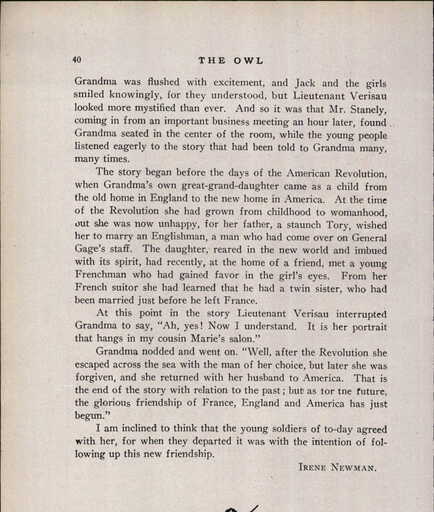 40 THE OWL
Grandma was flushed with excitement, and Jack and the girls
smiled knowingly, for they understood, but Lieutenant Verisau
looked more mystified than ever. And so it was that Mr. Stanely,
coming in from an important business meeting an hour later, found
Grandma seated in the center of the room, while the young people
listened eagerly to the story that had been told to Grandma many,
many times.
The story began before the days of the American Revolution,
when Grandma's own great-grand-daughter came as a child from
the old home in England to the new home in America. At the time
of the Revolution she had grown from childhood to womanhood,
out she was now unhappy, for her father, a staunch Tory, wished
her to marry an Englishman, a man who had come over on General
Gage's staff. The daughter, reared in the new world and imbued
with its spirit, had recently, at the home of a friend, met a young
Frenchman who had gained favor in the girl's eyes. From her
French suitor she had learned that he had a twin sister, who had
been married just before he left France.
At this point in the story Lieutenant Verisau interrupted
Grandma to say, "Ah, yes! Now I understand. It is her portrait
that hangs in my cousin Marie's salon."
Grandma nodded and went on. "Well, after the Revolution she
escaped across the sea with the man of her choice, but later she was
forgiven, and she returned with her husband to America. That is
the end of the story with relation to the past; but as for the future,
the glorious friendship of France, England and America has just
begun."
I am inclined to think that the young soldiers of to-day agreed
with her, for when they departed it was with the intention of fol-
lowing up this new friendship.
IRENE NEWMAN.